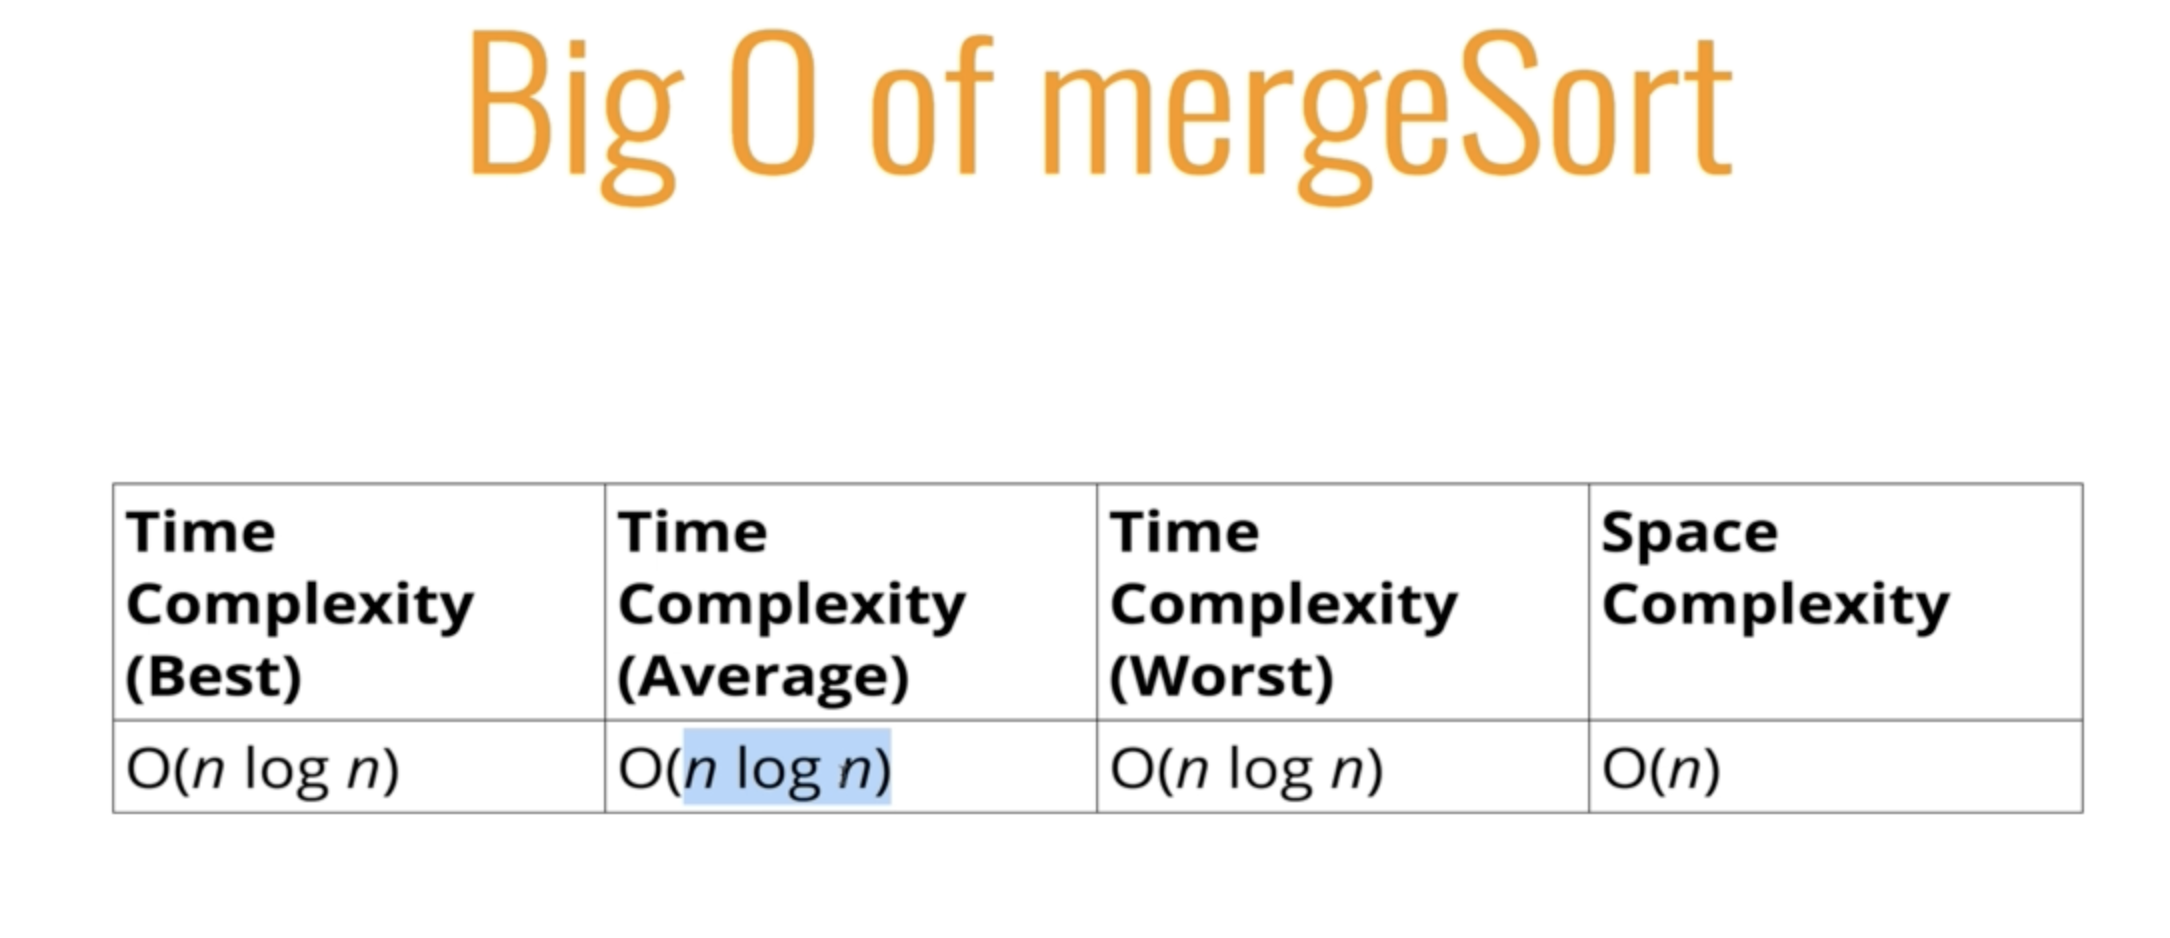 Big O of mergeSort
Time
Complexity
(Best)
Time
Complexity
(Average)
Time
Complexity
(Worst)
Space
Complexity
O(n log n)
O(n log n)
O(n log n)
O(n)